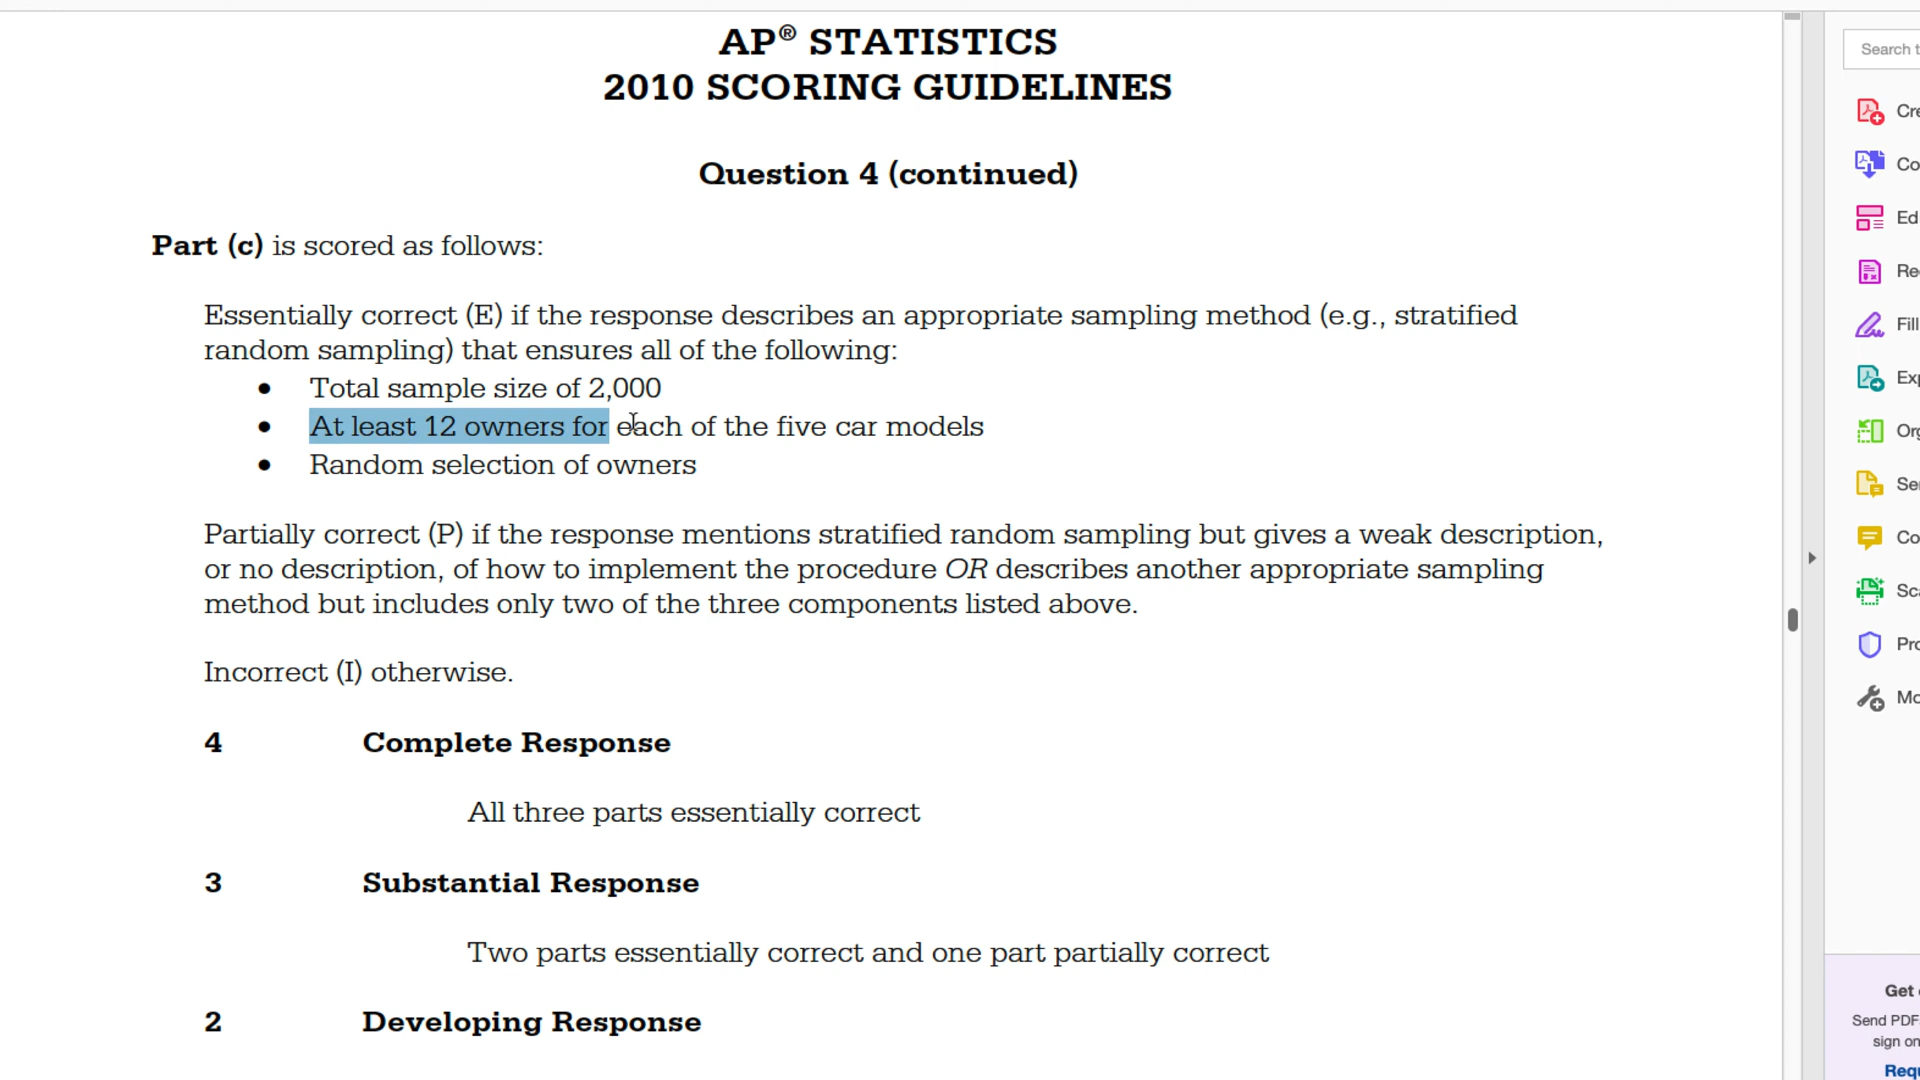 AP® STATISTICS
2010 SCORING GUIDELINES
Question 4 (continued)
Part (c) is scored as follows:
Essentially correct (E) if the response describes an appropriate sampling method (e.g., stratified
random sampling) that ensures all of the following:
• Total sample size of 2,000
• At least 12 owners for each of the five car models
• Random selection of owners
Partially correct (P) if the response mentions stratified random sampling but gives a weak description,
or no description, of how to implement the procedure OR describes another appropriate sampling
method but includes only two of the three components listed above.
Incorrect (I) otherwise.
4 Complete Response
All three parts essentially correct
3 Substantial Response
Two parts essentially correct and one part partially correct
2 Developing Response
Search t
Cre
Co
Ed
Re
Fill
Exp
Org
Sen
Co
Sca
Pro
Mo
Get
Send PDF
sign on
Requ